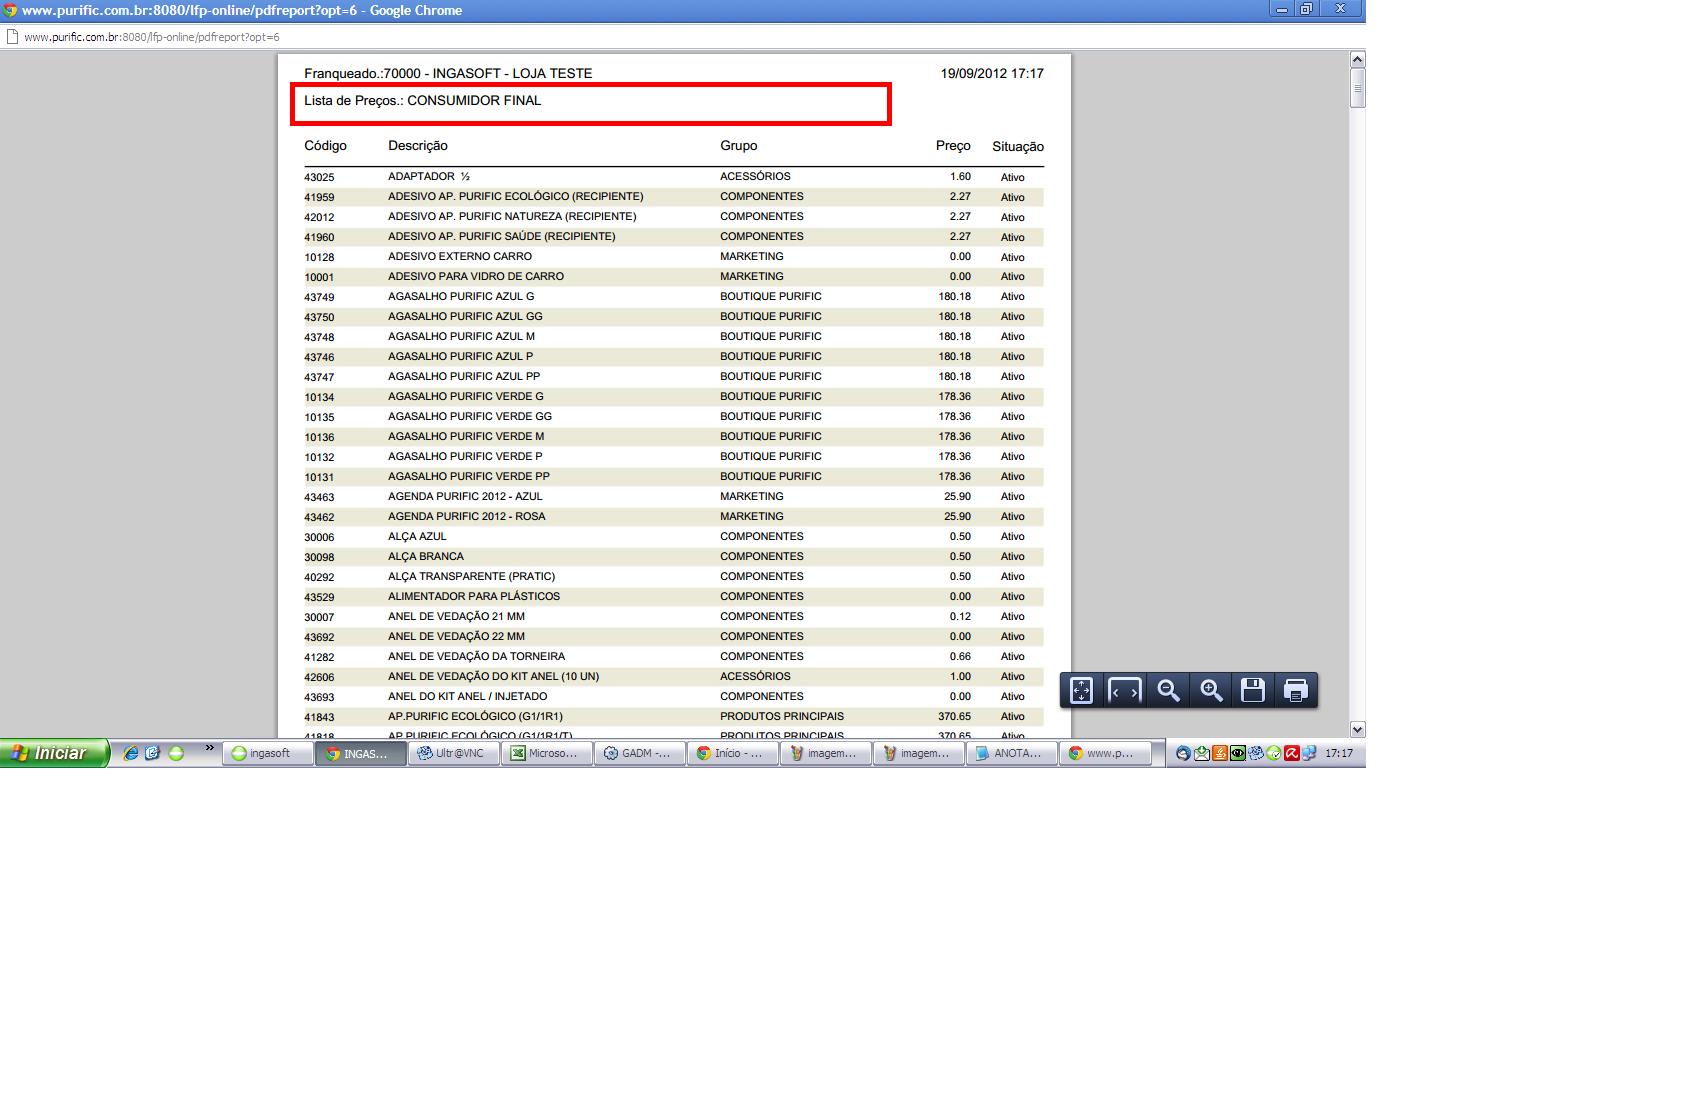 www.purific.com.br:8080/lfp-online/pdfreport?opt=6 - Google Chrome
www.purific.com.br:8080/lfp-online/pdfreport?opt=6
Franqueado.:70000 - INGASOFT - LOJA TESTE 19/09/2012 17:17
Lista de Preços.: CONSUMIDOR FINAL
Código Descrição Grupo Preço Situação
43025 ADAPTADOR ½ ACESSÓRIOS 1.60 Ativo
41959 ADESIVO AP. PURIFIC ECOLÓGICO (RECIPIENTE) COMPONENTES 2.27 Ativo
42012 ADESIVO AP. PURIFIC NATUREZA (RECIPIENTE) COMPONENTES 2.27 Ativo
41960 ADESIVO AP. PURIFIC SAÚDE (RECIPIENTE) COMPONENTES 2.27 Ativo
10128 ADESIVO EXTERNO CARRO MARKETING 0.00 Ativo
10001 ADESIVO PARA VIDRO DE CARRO MARKETING 0.00 Ativo
43749 AGASALHO PURIFIC AZUL G BOUTIQUE PURIFIC 180.18 Ativo
43750 AGASALHO PURIFIC AZUL GG BOUTIQUE PURIFIC 180.18 Ativo
43748 AGASALHO PURIFIC AZUL M BOUTIQUE PURIFIC 180.18 Ativo
43746 AGASALHO PURIFIC AZUL P BOUTIQUE PURIFIC 180.18 Ativo
43747 AGASALHO PURIFIC AZUL PP BOUTIQUE PURIFIC 180.18 Ativo
10134 AGASALHO PURIFIC VERDE G BOUTIQUE PURIFIC 178.36 Ativo
10135 AGASALHO PURIFIC VERDE GG BOUTIQUE PURIFIC 178.36 Ativo
10136 AGASALHO PURIFIC VERDE M BOUTIQUE PURIFIC 178.36 Ativo
10132 AGASALHO PURIFIC VERDE P BOUTIQUE PURIFIC 178.36 Ativo
10131 AGASALHO PURIFIC VERDE PP BOUTIQUE PURIFIC 178.36 Ativo
43463 AGENDA PURIFIC 2012 - AZUL MARKETING 25.90 Ativo
43462 AGENDA PURIFIC 2012 - ROSA MARKETING 25.90 Ativo
30006 ALÇA AZUL COMPONENTES 0.50 Ativo
30098 ALÇA BRANCA COMPONENTES 0.50 Ativo
40292 ALÇA TRANSPARENTE (PRATIC) COMPONENTES 0.50 Ativo
43529 ALIMENTADOR PARA PLÁSTICOS COMPONENTES 0.00 Ativo
30007 ANEL DE VEDAÇÃO 21 MM COMPONENTES 0.12 Ativo
43692 ANEL DE VEDAÇÃO 22 MM COMPONENTES 0.00 Ativo
41282 ANEL DE VEDAÇÃO DA TORNEIRA COMPONENTES 0.66 Ativo
42606 ANEL DE VEDAÇÃO DO KIT ANEL (10 UN) ACESSÓRIOS 1.00 Ativo
43693 ANEL DO KIT ANEL / INJETADO COMPONENTES 0.00 Ativo
41843 AP.PURIFIC ECOLÓGICO (G1/1R1) PRODUTOS PRINCIPAIS 370.65 Ativo
41818 AP.PURIFIC ECOLÓGICO (G1/1R1/T) PRODUTOS PRINCIPAIS 370.65 Ativo
Iniciar » ingasoft INGAS... Ultr@VNC Microso... GADM -... Início - ... imagem... imagem... ANOTA... www.p... 17:17